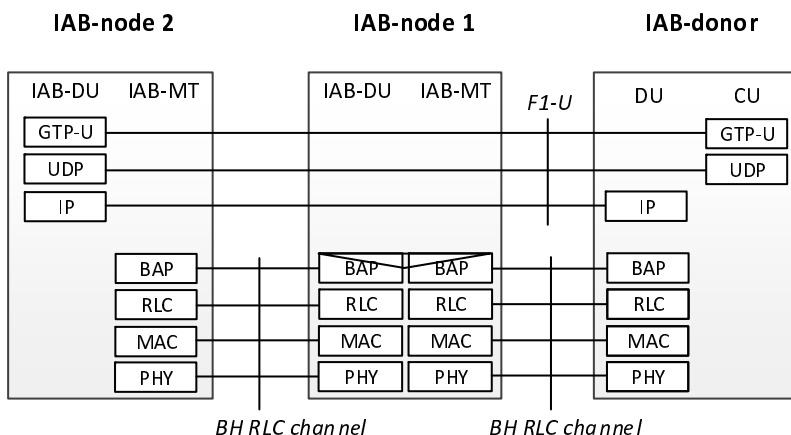 IAB-node 2 IAB-node 1 IAB-donor
IAB-DU IAB-MT IAB-DU IAB-MT F1-U DU CU
GTP-U GTP-U
UDP UDP
IP IP
BAP BAP BAP BAP
RLC RLC RLC RLC
MAC MAC MAC MAC
PHY PHY PHY PHY
BH RLC channel BH RLC channel